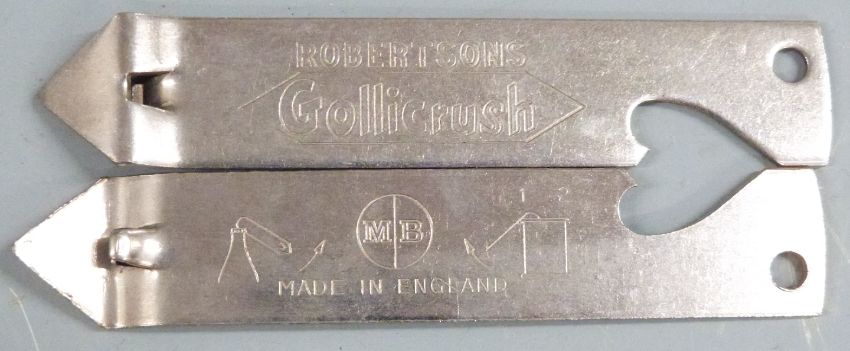 ROBERTSONS
Gollicrush
1 2
MB
MADE IN ENGLAND